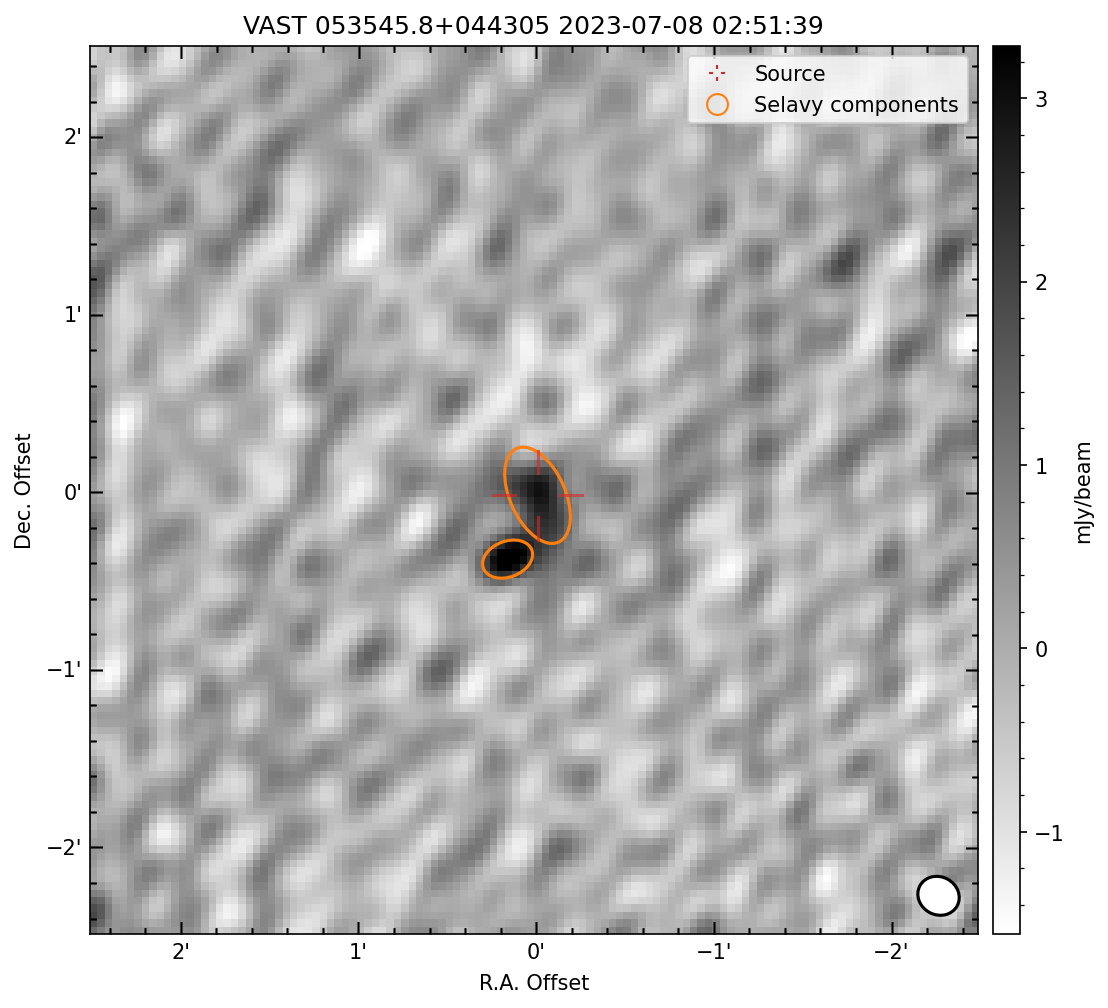 VAST 053545.8+044305 2023-07-08 02:51:39
Source
Selavy components
2'
1'
0'
−1'
−2'
Dec. Offset
2'
1'
0'
−1'
−2'
R.A. Offset
3
2
1
0
−1
mJy/beam